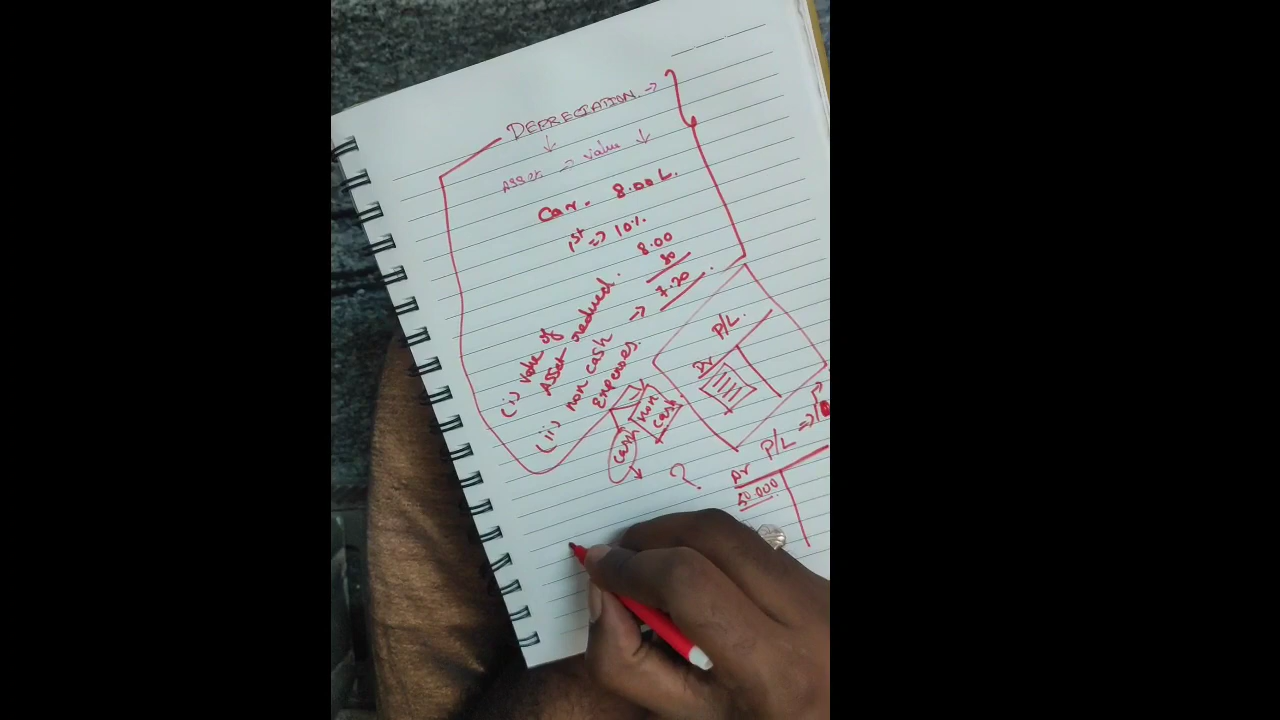 DEPRECIATION →
↓
Asset → value ↓
Car - 8.00 L.
1st => 10%
8.00
80
7.20
(i) value of
Asset reduced.
(ii) non cash →
expenses.
cash
non
cash
?
P/L.
Dr
P/L =>
Dr
50.000